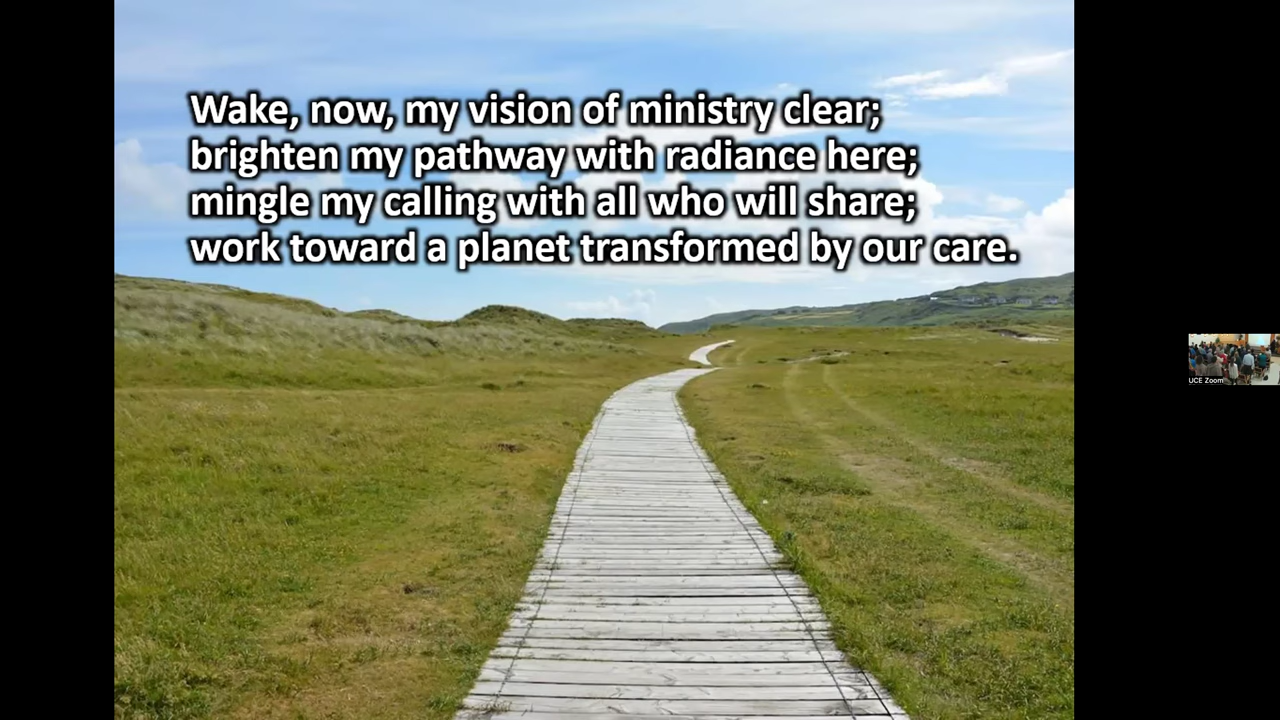 Wake, now, my vision of ministry clear;
brighten my pathway with radiance here;
mingle my calling with all who will share;
work toward a planet transformed by our care.
UCE Zoom